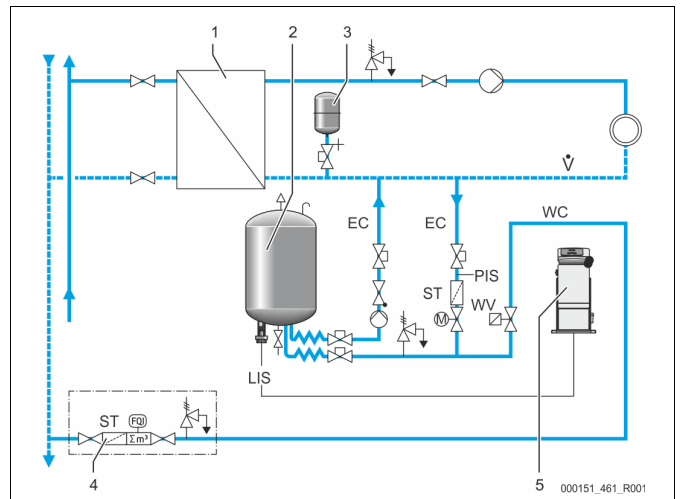 1
2
3
V̇
EC
EC
WC
PIS
ST
WV
M
LIS
ST
FQI
Σm³
4
5
000151_461_R001